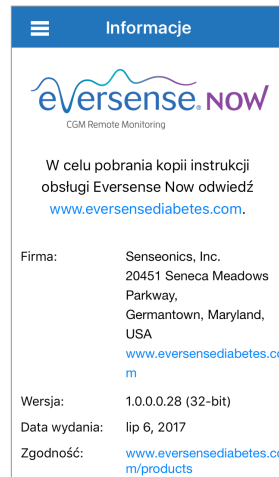 Informacje
eversense. NOW
CGM Remote Monitoring
W celu pobrania kopii instrukcji
obsługi Eversense Now odwiedź
www.eversensediabetes.com.
Firma: Senseonics, Inc.
20451 Seneca Meadows
Parkway,
Germantown, Maryland,
USA
www.eversensediabetes.co
m
Wersja: 1.0.0.0.28 (32-bit)
Data wydania: lip 6, 2017
Zgodność: www.eversensediabetes.co
m/products